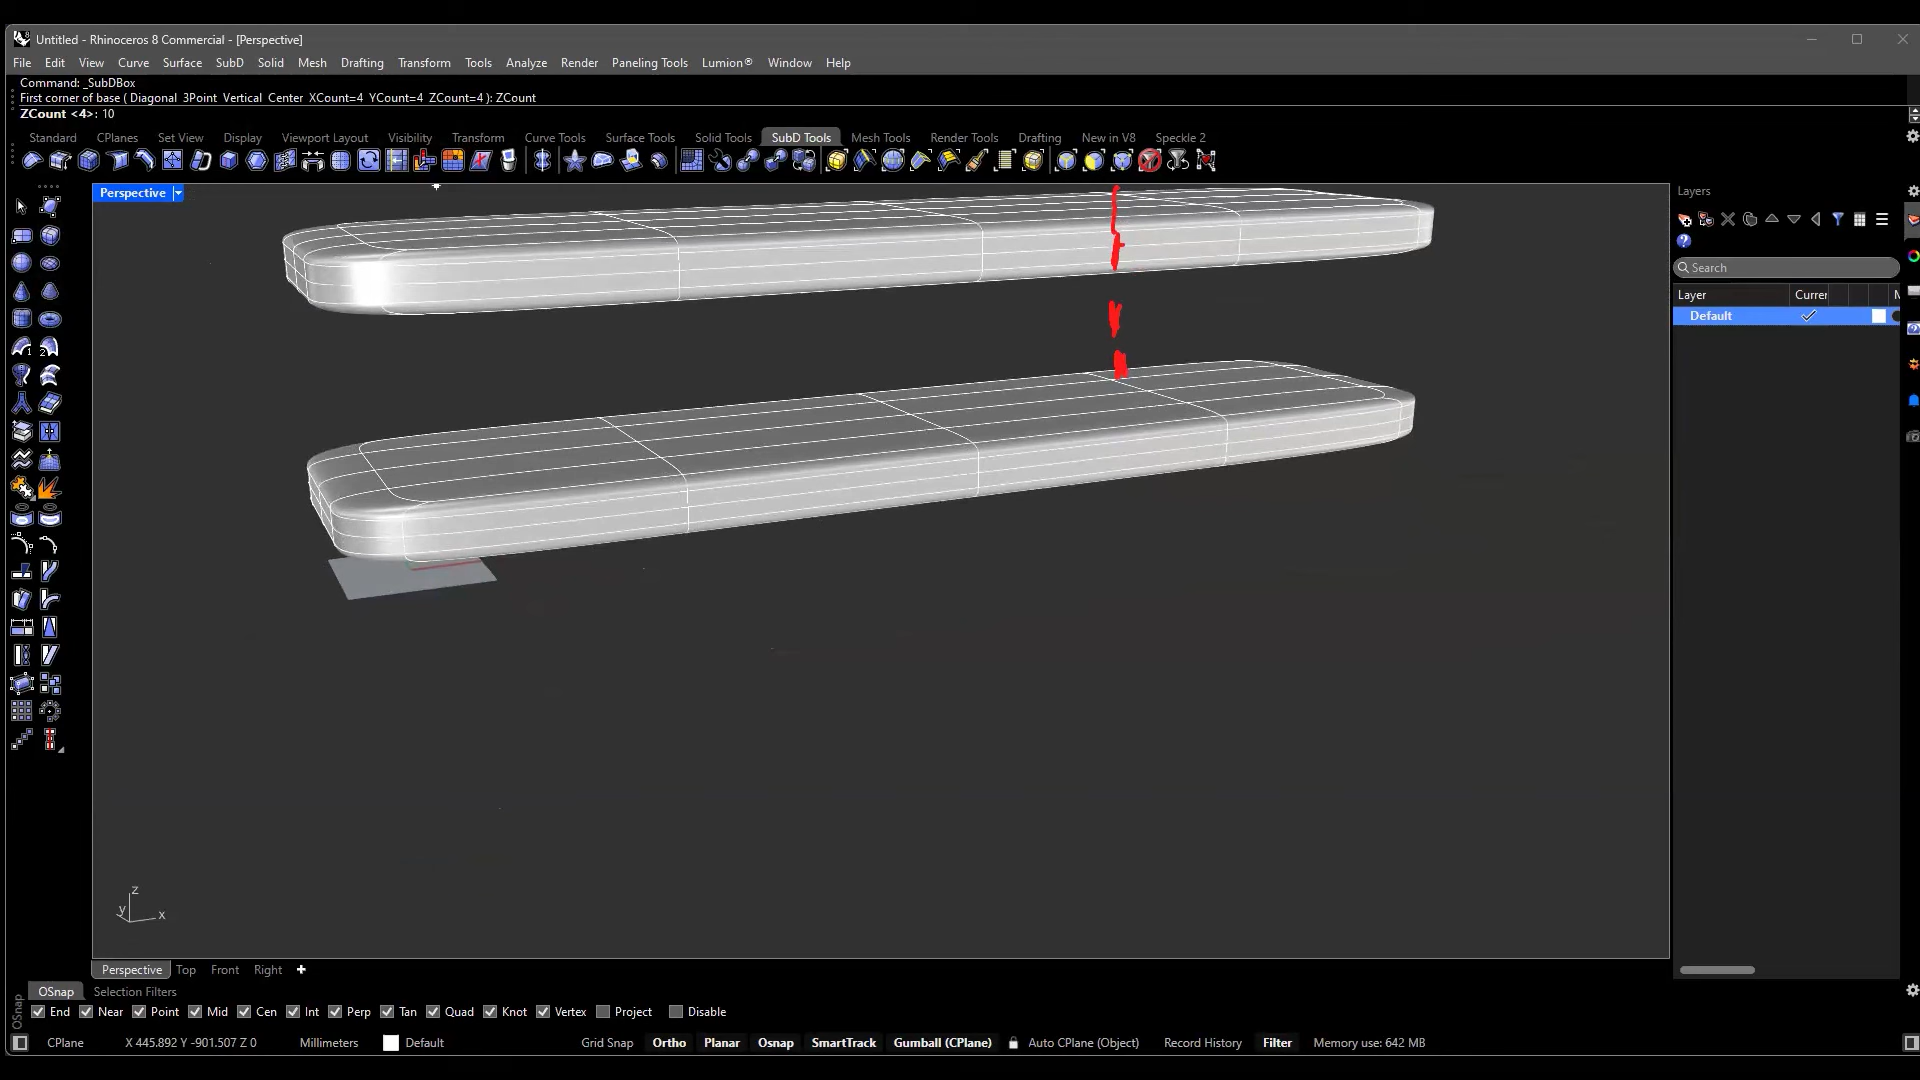 Untitled - Rhinoceros 8 Commercial - [Perspective]
File Edit View Curve Surface SubD Solid Mesh Drafting Transform Tools Analyze Render Paneling Tools Lumion® Window Help
Command: _SubDBox
First corner of base ( Diagonal 3Point Vertical Center XCount=4 YCount=4 ZCount=4 ): ZCount
ZCount <4>: 10
Standard CPlanes Set View Display Viewport Layout Visibility Transform Curve Tools Surface Tools Solid Tools SubD Tools Mesh Tools Render Tools Drafting New in V8 Speckle 2
Perspective
Layers
Search
Layer Currer M
Default
z
y
x
Perspective Top Front Right
OSnap Selection Filters
OSnap
End Near Point Mid Cen Int Perp Tan Quad Knot Vertex Project Disable
CPlane X 445.892 Y -901.507 Z 0 Millimeters Default Grid Snap Ortho Planar Osnap SmartTrack Gumball (CPlane) Auto CPlane (Object) Record History Filter Memory use: 642 MB